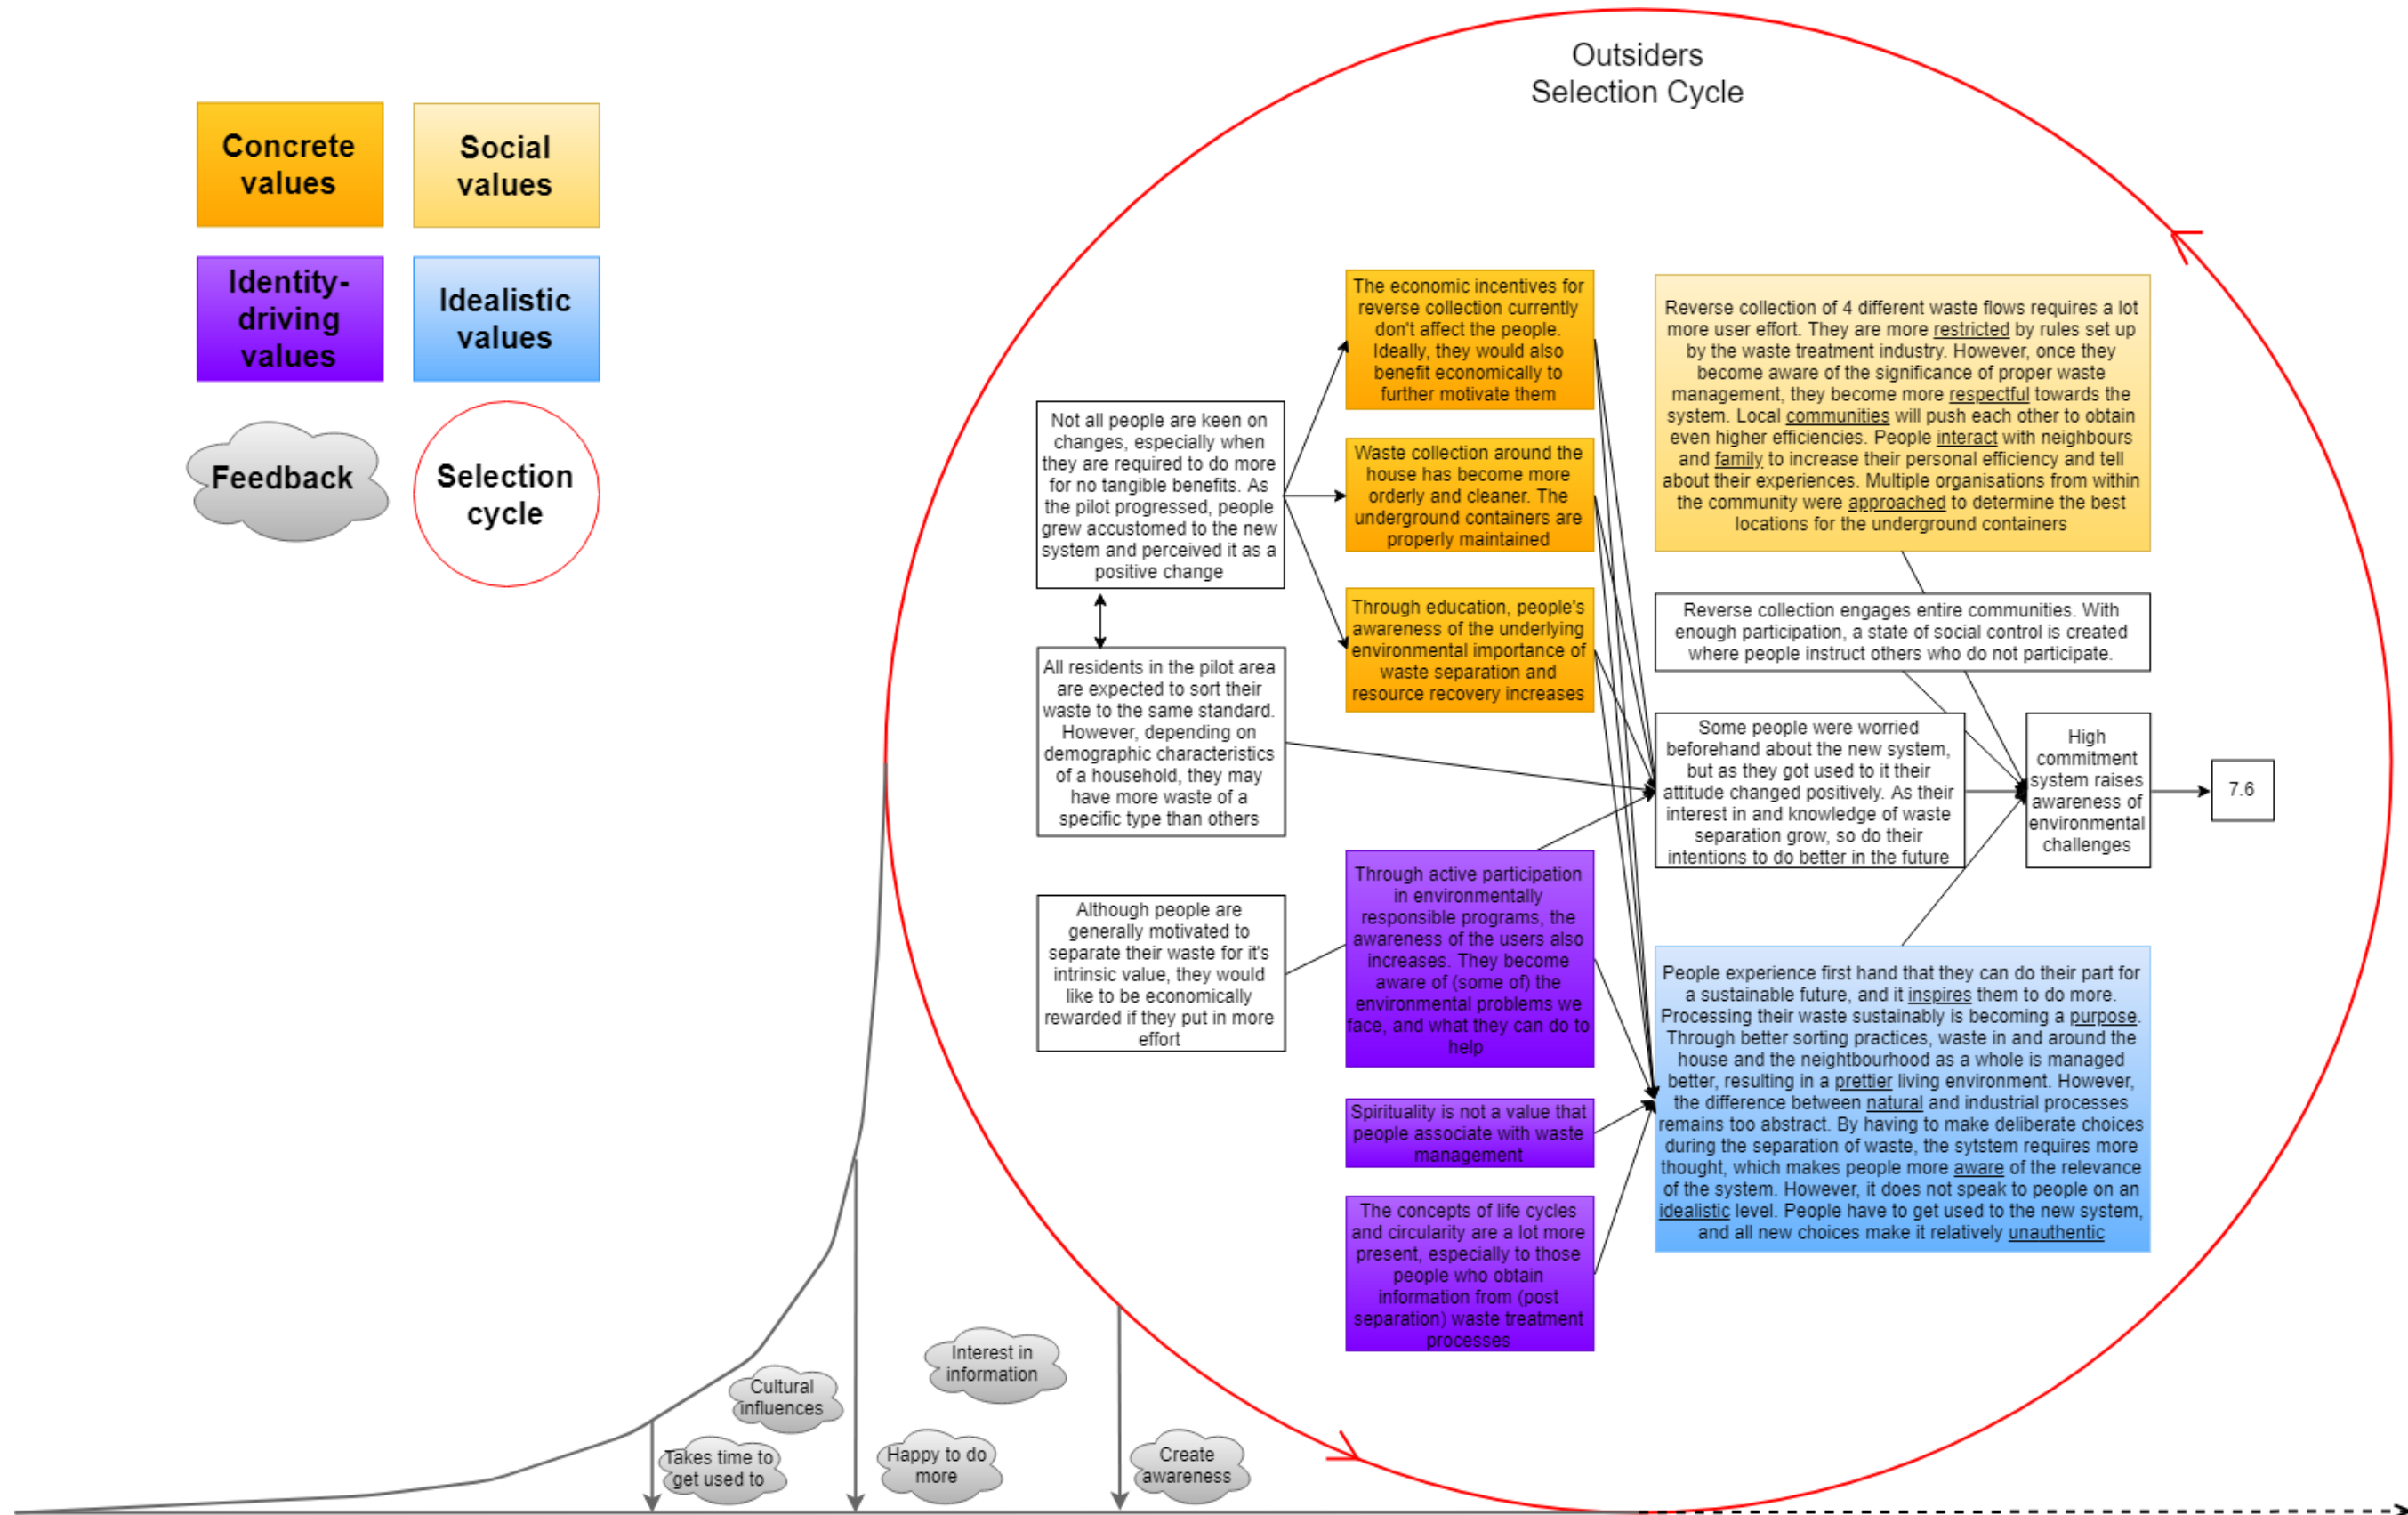 Outsiders
Selection Cycle
Concrete
values
Social
values
Identity-
driving
values
Idealistic
values
Feedback
Selection
cycle
Not all people are keen on
changes, especially when
they are required to do more
for no tangible benefits. As
the pilot progressed, people
grew accustomed to the new
system and perceived it as a
positive change
All residents in the pilot area
are expected to sort their
waste to the same standard.
However, depending on
demographic characteristics
of a household, they may
have more waste of a
specific type than others
Although people are
generally motivated to
separate their waste for it's
intrinsic value, they would
like to be economically
rewarded if they put in more
effort
The economic incentives for
reverse collection currently
don't affect the people.
Ideally, they would also
benefit economically to
further motivate them
Waste collection around the
house has become more
orderly and cleaner. The
underground containers are
properly maintained
Through education, people's
awareness of the underlying
environmental importance of
waste separation and
resource recovery increases
Through active participation
in environmentally
responsible programs, the
awareness of the users also
increases. They become
aware of (some of) the
environmental problems we
face, and what they can do to
help
Spirituality is not a value that
people associate with waste
management
The concepts of life cycles
and circularity are a lot more
present, especially to those
people who obtain
information from (post
separation) waste treatment
processes
Reverse collection of 4 different waste flows requires a lot
more user effort. They are more restricted by rules set up
by the waste treatment industry. However, once they
become aware of the significance of proper waste
management, they become more respectful towards the
system. Local communities will push each other to obtain
even higher efficiencies. People interact with neighbours
and family to increase their personal efficiency and tell
about their experiences. Multiple organisations from within
the community were approached to determine the best
locations for the underground containers
Reverse collection engages entire communities. With
enough participation, a state of social control is created
where people instruct others who do not participate.
Some people were worried
beforehand about the new system,
but as they got used to it their
attitude changed positively. As their
interest in and knowledge of waste
separation grow, so do their
intentions to do better in the future
High
commitment
system raises
awareness of
environmental
challenges
7.6
People experience first hand that they can do their part for
a sustainable future, and it inspires them to do more.
Processing their waste sustainably is becoming a purpose.
Through better sorting practices, waste in and around the
house and the neighbourhood as a whole is managed
better, resulting in a prettier living environment. However,
the difference between natural and industrial processes
remains too abstract. By having to make deliberate choices
during the separation of waste, the sytstem requires more
thought, which makes people more aware of the relevance
of the system. However, it does not speak to people on an
idealistic level. People have to get used to the new system,
and all new choices make it relatively unauthentic
Takes time to
get used to
Cultural
influences
Happy to do
more
Interest in
information
Create
awareness